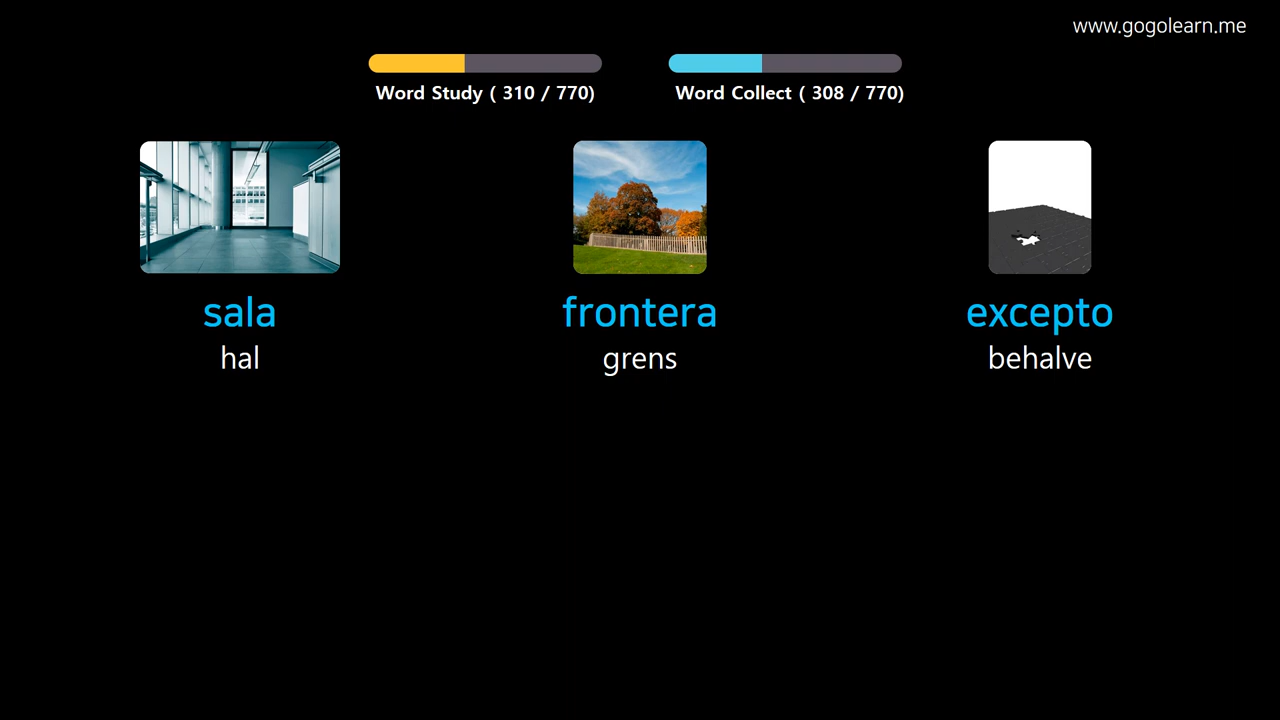 www.gogolearn.me
Word Study ( 310 / 770)
Word Collect ( 308 / 770)
sala
frontera
excepto
hal
grens
behalve